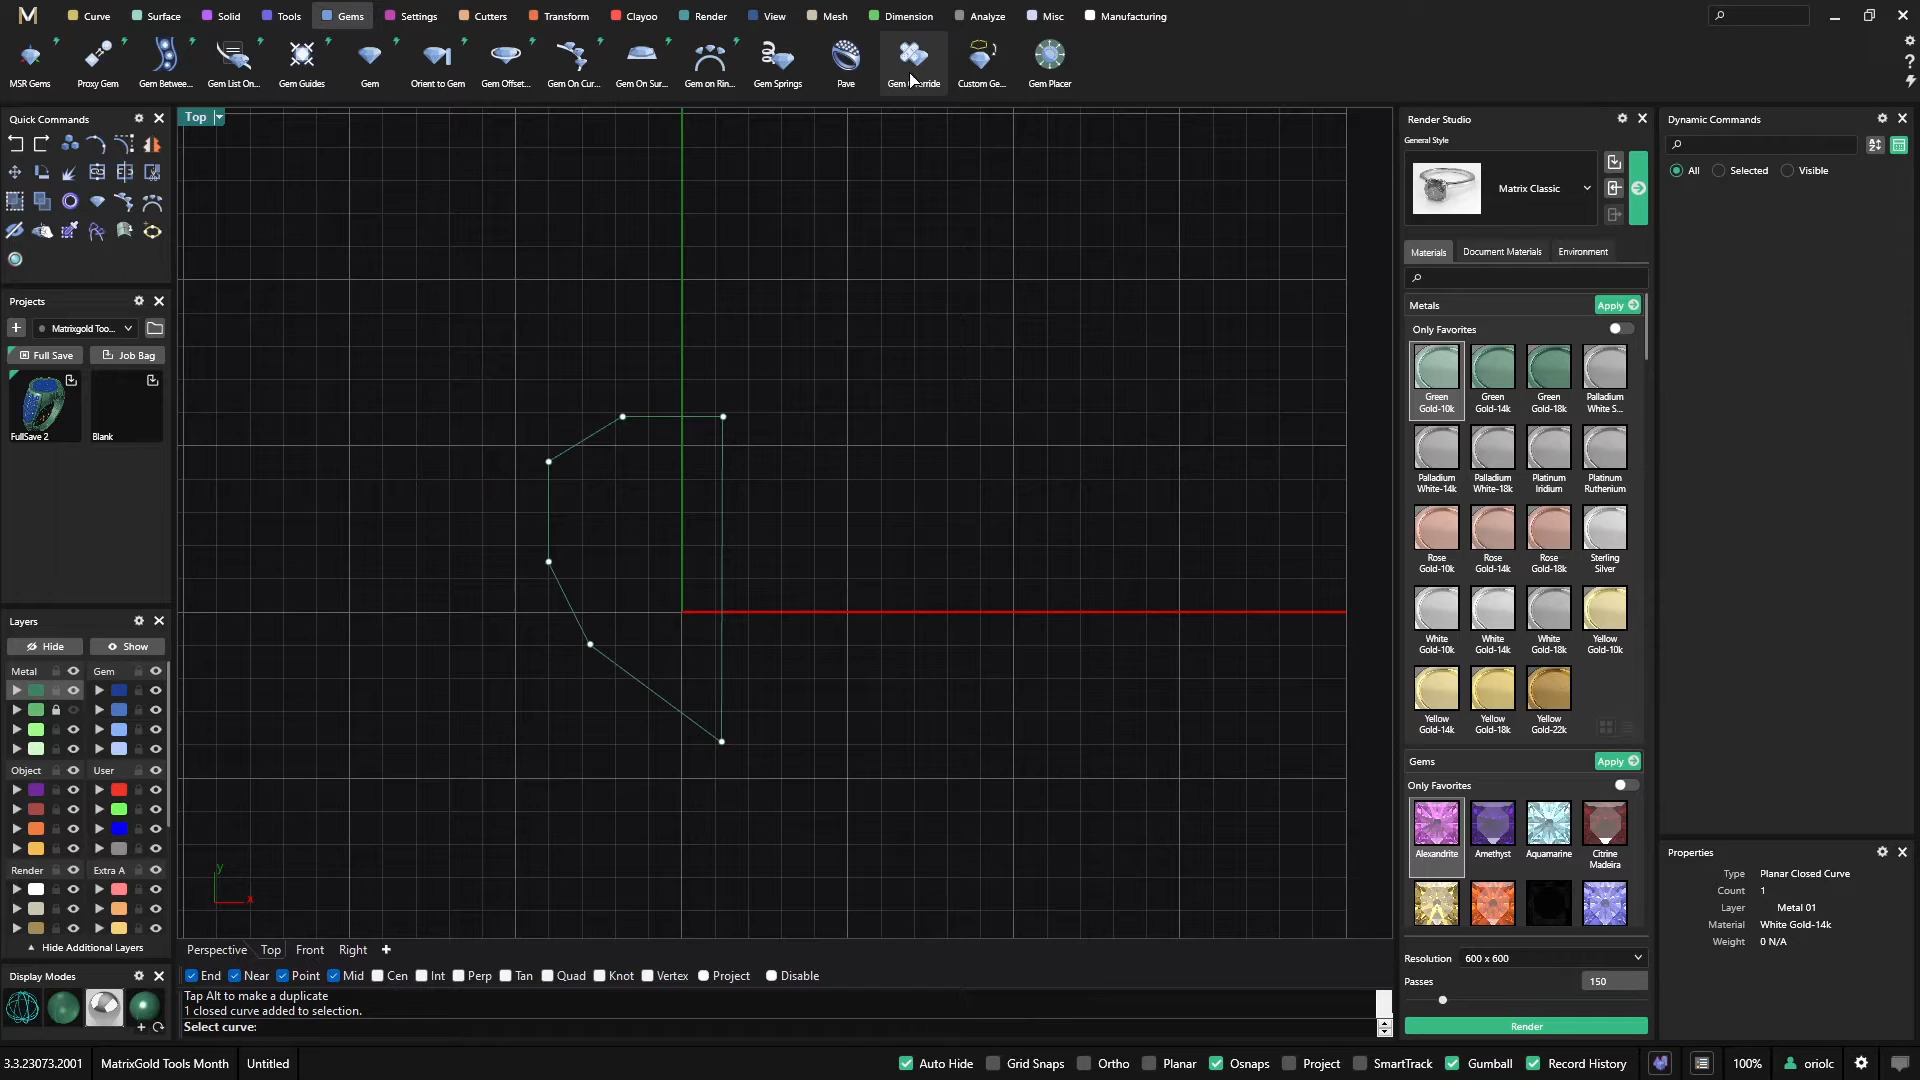 Curve Surface Solid Tools Gems Settings Cutters Transform Clayoo Render View Mesh Dimension Analyze Misc Manufacturing
MSR Gems Proxy Gem Gem Betwee... Gem List On... Gem Guides Gem Orient to Gem Gem Offset... Gem On Cur... Gem On Sur... Gem on Rin... Gem Springs Pave Gem Override Custom Ge... Gem Placer
Quick Commands
Projects
Matrixgold Too...
Full Save Job Bag
FullSave 2 Blank
Layers
Hide Show
Metal Gem
Object User
Render Extra A
Hide Additional Layers
Display Modes
Top
y
x
Perspective Top Front Right
End Near Point Mid Cen Int Perp Tan Quad Knot Vertex Project Disable
Tap Alt to make a duplicate
1 closed curve added to selection.
Select curve:
Render Studio
General Style
Matrix Classic
Materials Document Materials Environment
Metals Apply
Only Favorites
Green Green Green Palladium
Gold-10k Gold-14k Gold-18k White S...
Palladium Palladium Platinum Platinum
White-14k White-18k Iridium Ruthenium
Rose Rose Rose Sterling
Gold-10k Gold-14k Gold-18k Silver
White White White Yellow
Gold-10k Gold-14k Gold-18k Gold-10k
Yellow Yellow Yellow
Gold-14k Gold-18k Gold-22k
Gems Apply
Only Favorites
Alexandrite Amethyst Aquamarine Citrine
Madeira
Resolution 600 x 600
Passes 150
Render
Dynamic Commands
All Selected Visible
Properties
Type Planar Closed Curve
Count 1
Layer Metal 01
Material White Gold-14k
Weight 0 N/A
3.3.23073.2001 MatrixGold Tools Month Untitled Auto Hide Grid Snaps Ortho Planar Osnaps Project SmartTrack Gumball Record History 100% oriolc